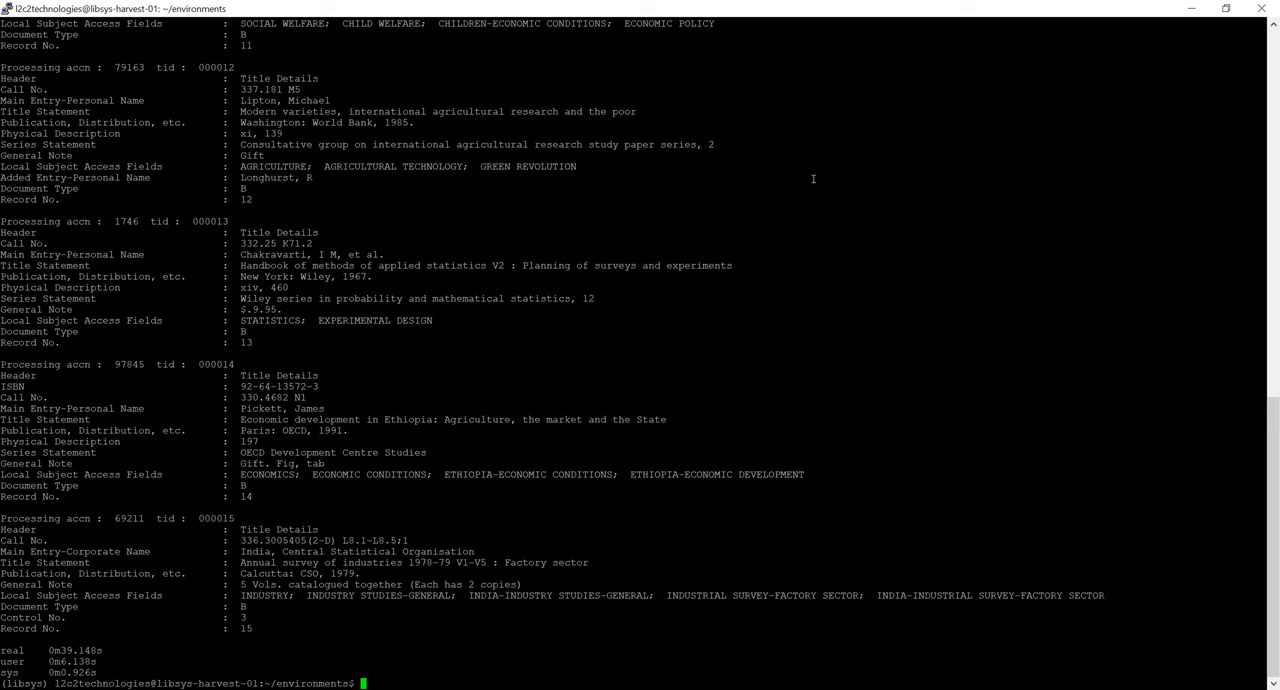 l2c2technologies@libsys-harvest-01: ~/environments
Local Subject Access Fields : SOCIAL WELFARE; CHILD WELFARE; CHILDREN-ECONOMIC CONDITIONS; ECONOMIC POLICY
Document Type : B
Record No. : 11
Processing accn : 79163 tid : 000012
Header : Title Details
Call No. : 337.181 M5
Main Entry-Personal Name : Lipton, Michael
Title Statement : Modern varieties, international agricultural research and the poor
Publication, Distribution, etc. : Washington: World Bank, 1985.
Physical Description : xi, 139
Series Statement : Consultative group on international agricultural research study paper series, 2
General Note : Gift
Local Subject Access Fields : AGRICULTURE; AGRICULTURAL TECHNOLOGY; GREEN REVOLUTION
Added Entry-Personal Name : Longhurst, R
Document Type : B
Record No. : 12
Processing accn : 1746 tid : 000013
Header : Title Details
Call No. : 332.25 K71.2
Main Entry-Personal Name : Chakravarti, I M, et al.
Title Statement : Handbook of methods of applied statistics V2 : Planning of surveys and experiments
Publication, Distribution, etc. : New York: Wiley, 1967.
Physical Description : xiv, 460
Series Statement : Wiley series in probability and mathematical statistics, 12
General Note : $.9.95.
Local Subject Access Fields : STATISTICS; EXPERIMENTAL DESIGN
Document Type : B
Record No. : 13
Processing accn : 97845 tid : 000014
Header : Title Details
ISBN : 92-64-13572-3
Call No. : 330.4682 N1
Main Entry-Personal Name : Pickett, James
Title Statement : Economic development in Ethiopia: Agriculture, the market and the State
Publication, Distribution, etc. : Paris: OECD, 1991.
Physical Description : 197
Series Statement : OECD Development Centre Studies
General Note : Gift. Fig, tab
Local Subject Access Fields : ECONOMICS; ECONOMIC CONDITIONS; ETHIOPIA-ECONOMIC CONDITIONS; ETHIOPIA-ECONOMIC DEVELOPMENT
Document Type : B
Record No. : 14
Processing accn : 69211 tid : 000015
Header : Title Details
Call No. : 336.3005405(2-D) L8.1-L8.5;1
Main Entry-Corporate Name : India, Central Statistical Organisation
Title Statement : Annual survey of industries 1978-79 V1-V5 : Factory sector
Publication, Distribution, etc. : Calcutta: CSO, 1979.
General Note : 5 Vols. catalogued together (Each has 2 copies)
Local Subject Access Fields : INDUSTRY; INDUSTRY STUDIES-GENERAL; INDIA-INDUSTRY STUDIES-GENERAL; INDUSTRIAL SURVEY-FACTORY SECTOR; INDIA-INDUSTRIAL SURVEY-FACTORY SECTOR
Document Type : B
Control No. : 3
Record No. : 15
real 0m39.148s
user 0m6.138s
sys 0m0.926s
(libsys) l2c2technologies@libsys-harvest-01:~/environments$